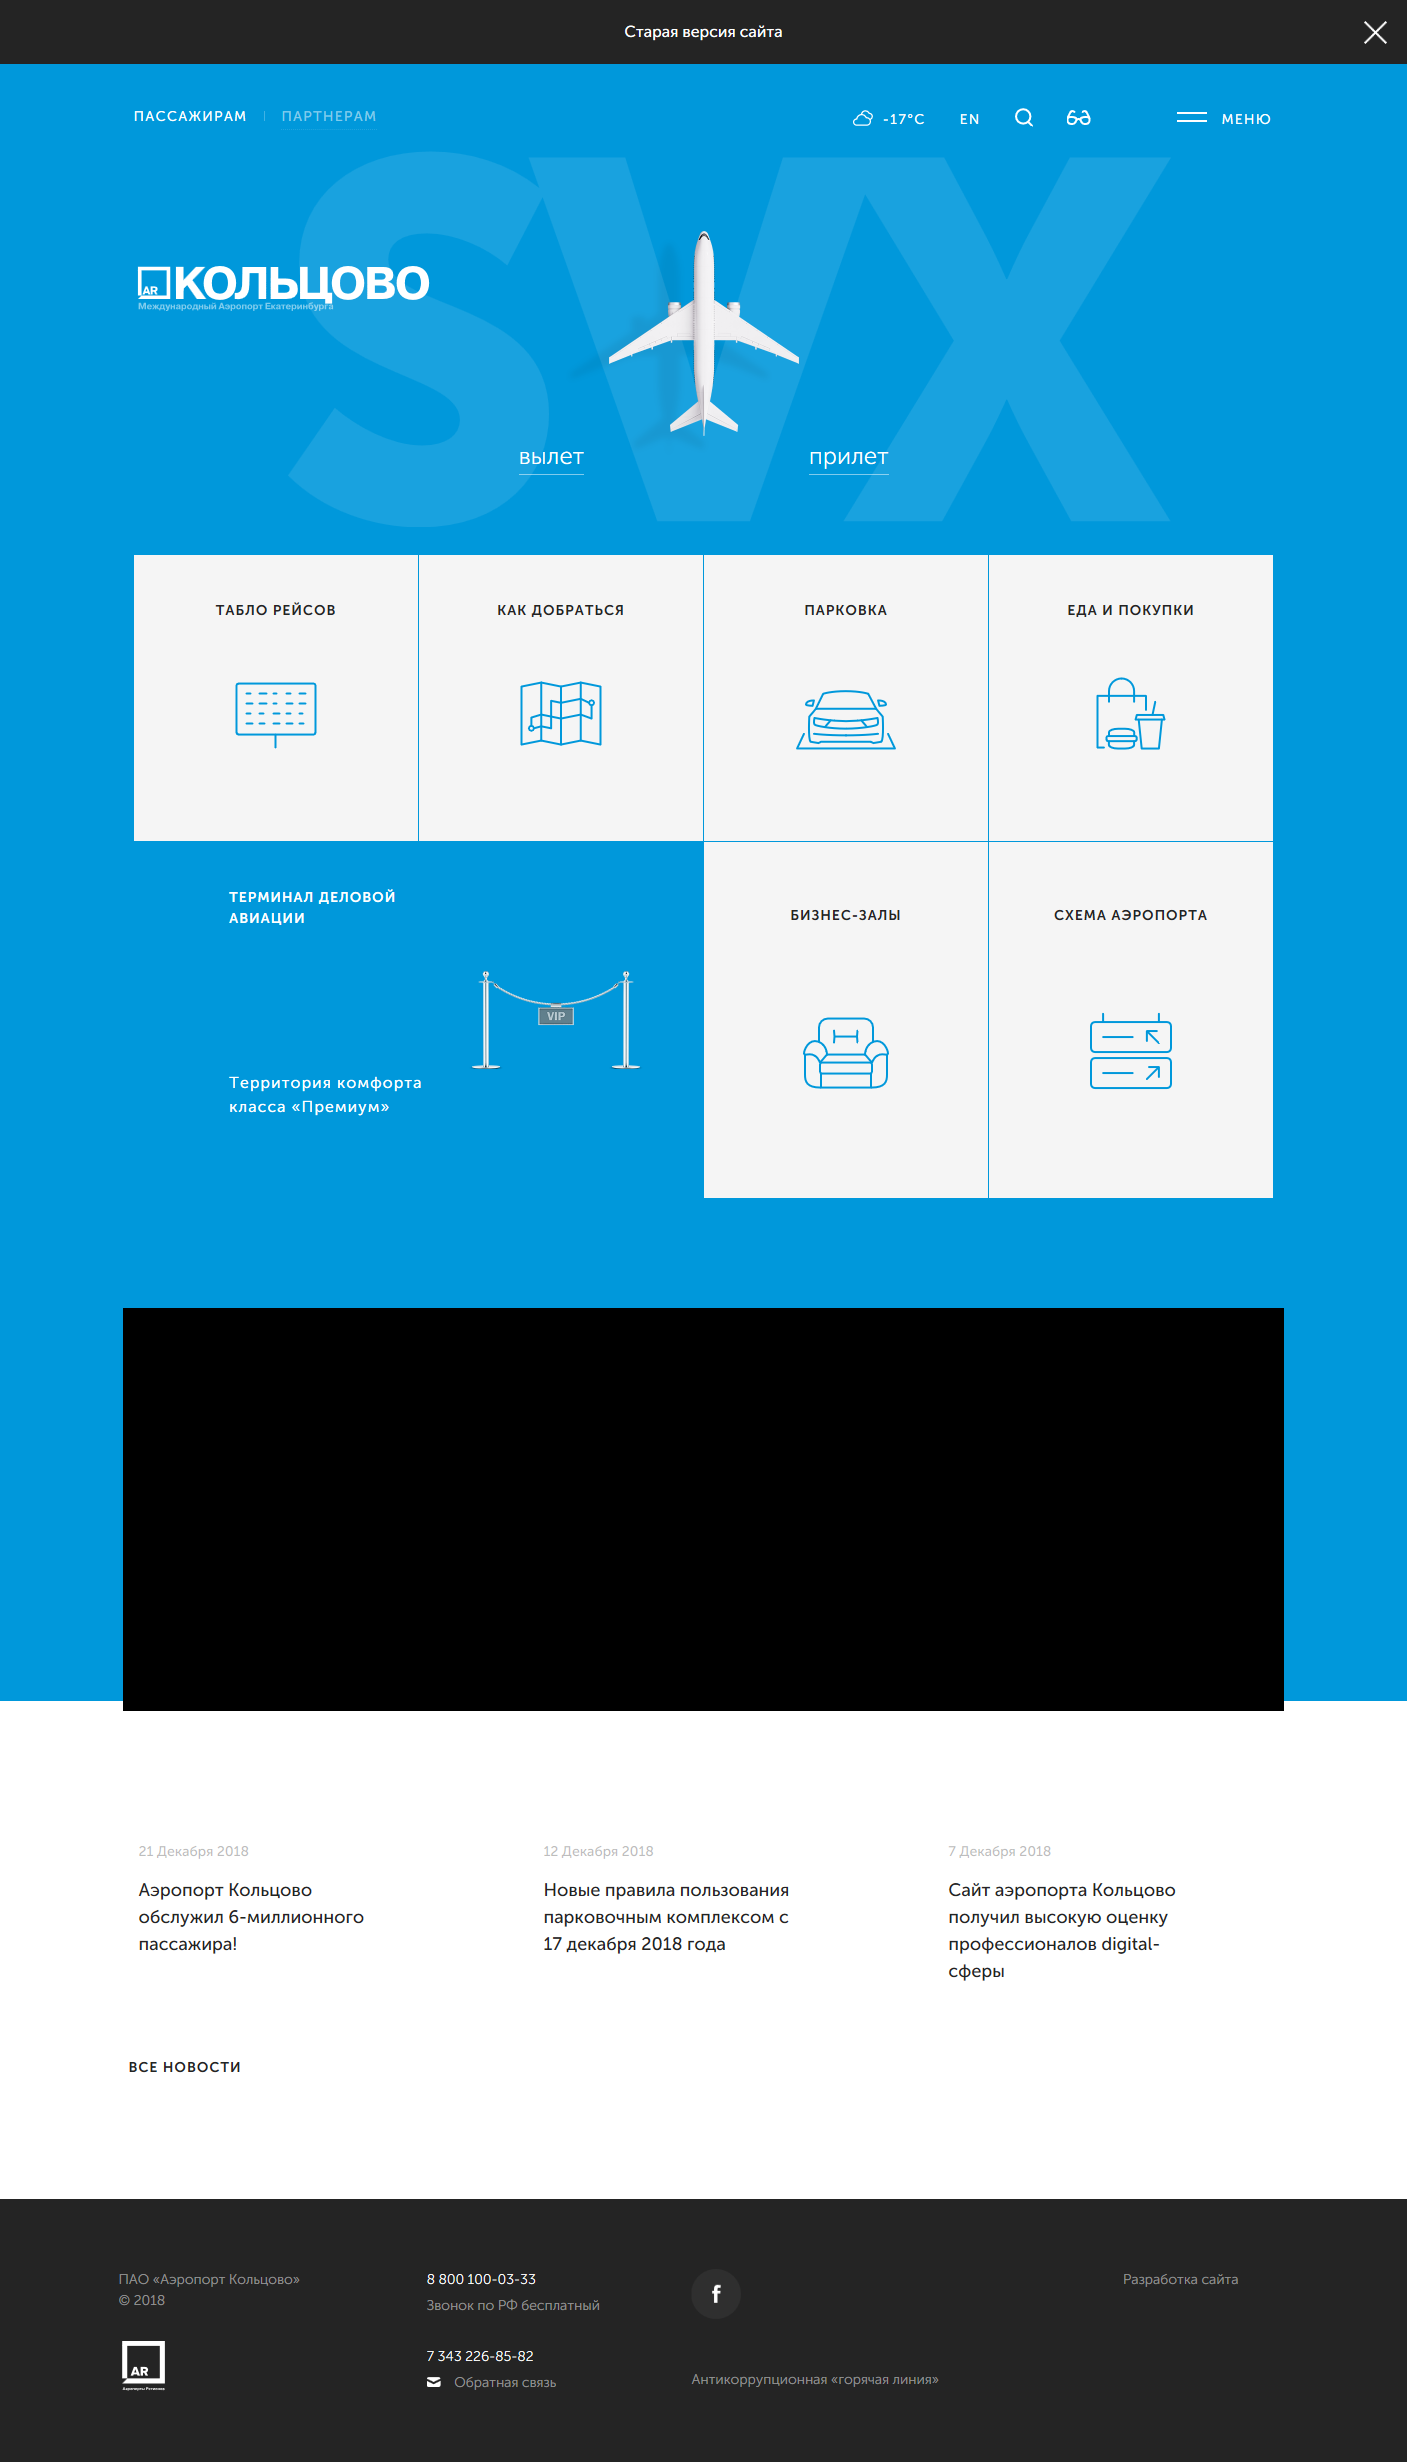 Старая версия сайта
ПАССАЖИРАМ
ПАРТНЕРАМ
-17°C
EN
МЕНЮ
SVX
AR КОЛЬЦОВО
Международный Аэропорт Екатеринбурга
вылет
прилет
ТАБЛО РЕЙСОВ
КАК ДОБРАТЬСЯ
ПАРКОВКА
ЕДА И ПОКУПКИ
ТЕРМИНАЛ ДЕЛОВОЙ
АВИАЦИИ
VIP
Территория комфорта
класса «Премиум»
БИЗНЕС-ЗАЛЫ
СХЕМА АЭРОПОРТА
21 Декабря 2018
Аэропорт Кольцово
обслужил 6-миллионного
пассажира!
12 Декабря 2018
Новые правила пользования
парковочным комплексом с
17 декабря 2018 года
7 Декабря 2018
Сайт аэропорта Кольцово
получил высокую оценку
профессионалов digital-
сферы
ВСЕ НОВОСТИ
ПАО «Аэропорт Кольцово»
© 2018
AR
Аэропорты Регионов
8 800 100-03-33
Звонок по РФ бесплатный
7 343 226-85-82
Обратная связь
f
Антикоррупционная «горячая линия»
Разработка сайта